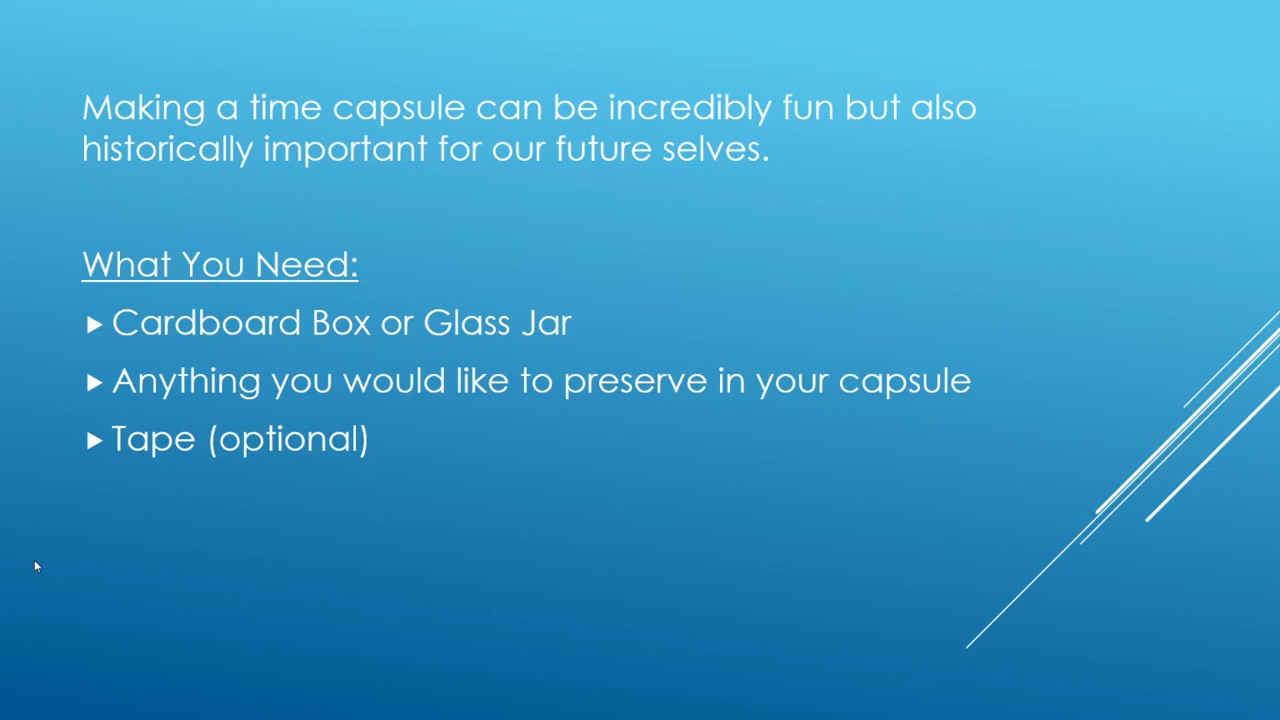 Making a time capsule can be incredibly fun but also
historically important for our future selves.
What You Need:
Cardboard Box or Glass Jar
Anything you would like to preserve in your capsule
Tape (optional)